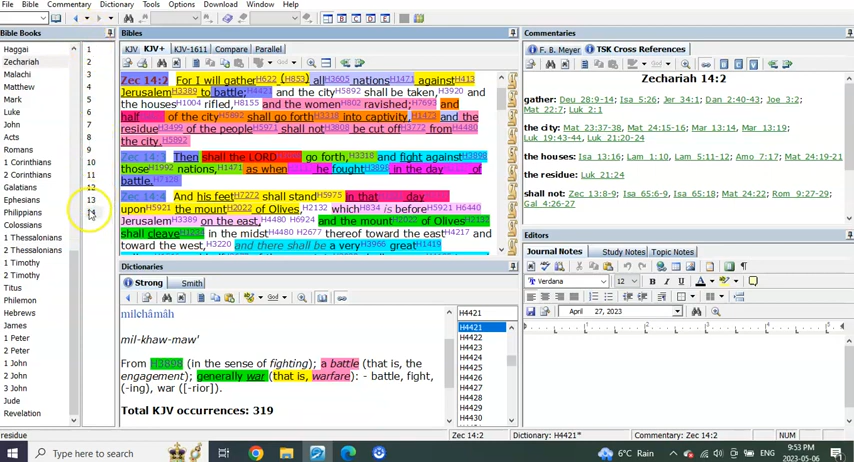 File View Bible Commentary Dictionary Tools Options Download Window Help
Bible Books
Haggai
Zechariah
Malachi
Matthew
Mark
Luke
John
Acts
Romans
1 Corinthians
2 Corinthians
Galatians
Ephesians
Philippians
Colossians
1 Thessalonians
2 Thessalonians
1 Timothy
2 Timothy
Titus
Philemon
Hebrews
James
1 Peter
2 Peter
1 John
2 John
3 John
Jude
Revelation
1
2
3
4
5
6
7
8
9
10
11
12
13
14
Bibles
KJV KJV+ KJV-1611 Compare Parallel
Zec 14:2 For I will gather H622 (H853) all H3605 nations H1471 against H413
Jerusalem H3389 to battle; H4421 and the city H5892 shall be taken, H3920 and
the houses H1004 rifled, H8155 and the women H802 ravished; H7693 and
half of the city H5892 shall go forth H3318 into captivity, H1473 and the
residue H3499 of the people H5971 shall not H3808 be cut off H3772 from H4480
the city. H5892
Zec 14:3 Then shall the LORD go forth, H3318 and fight against H3898
those H1992 nations, H1471 as when he fought H3898 in the day of
battle. H7128
Zec 14:4 And his feet H7272 shall stand H5975 in that day
upon H5921 the mount H2022 of Olives, H2132 which is before H5921 H6440
Jerusalem H3389 on the east, H4480 H6924 and the mount H2022 of Olives H2132
shall cleave H1234 in the midst H4480 H2677 thereof toward the east H4217 and
toward the west, H3220 and there shall be a very H3966 great H1419
Dictionaries
Strong Smith
milchâmâh
mil-khaw-maw'
From H3898 (in the sense of fighting); a battle (that is, the
engagement); generally war (that is, warfare): - battle, fight,
(-ing), war ([-rior]).
Total KJV occurrences: 319
H4421
H4421
H4422
H4423
H4424
H4425
H4426
H4427
H4428
H4429
H4430
Commentaries
F. B. Meyer TSK Cross References
Zechariah 14:2
gather: Deu 28:9-14; Isa 5:26; Jer 34:1; Dan 2:40-43; Joe 3:2;
Mat 22:7; Luk 2:1
the city: Mat 23:37-38, Mat 24:15-16; Mar 13:14, Mar 13:19;
Luk 19:43-44, Luk 21:20-24
the houses: Isa 13:16; Lam 1:10, Lam 5:11-12; Amo 7:17; Mat 24:19-21
the residue: Luk 21:24
shall not: Zec 13:8-9; Isa 65:6-9, Isa 65:18; Mat 24:22; Rom 9:27-29;
Gal 4:26-27
Editors
Journal Notes Study Notes Topic Notes
Verdana 12 B I U A
April 27, 2023
residue
Zec 14:2 Dictionary: H4421* Commentary: Zec 14:2 NUM
Type here to search
6°C Rain ENG 9:53 PM
2023-05-06